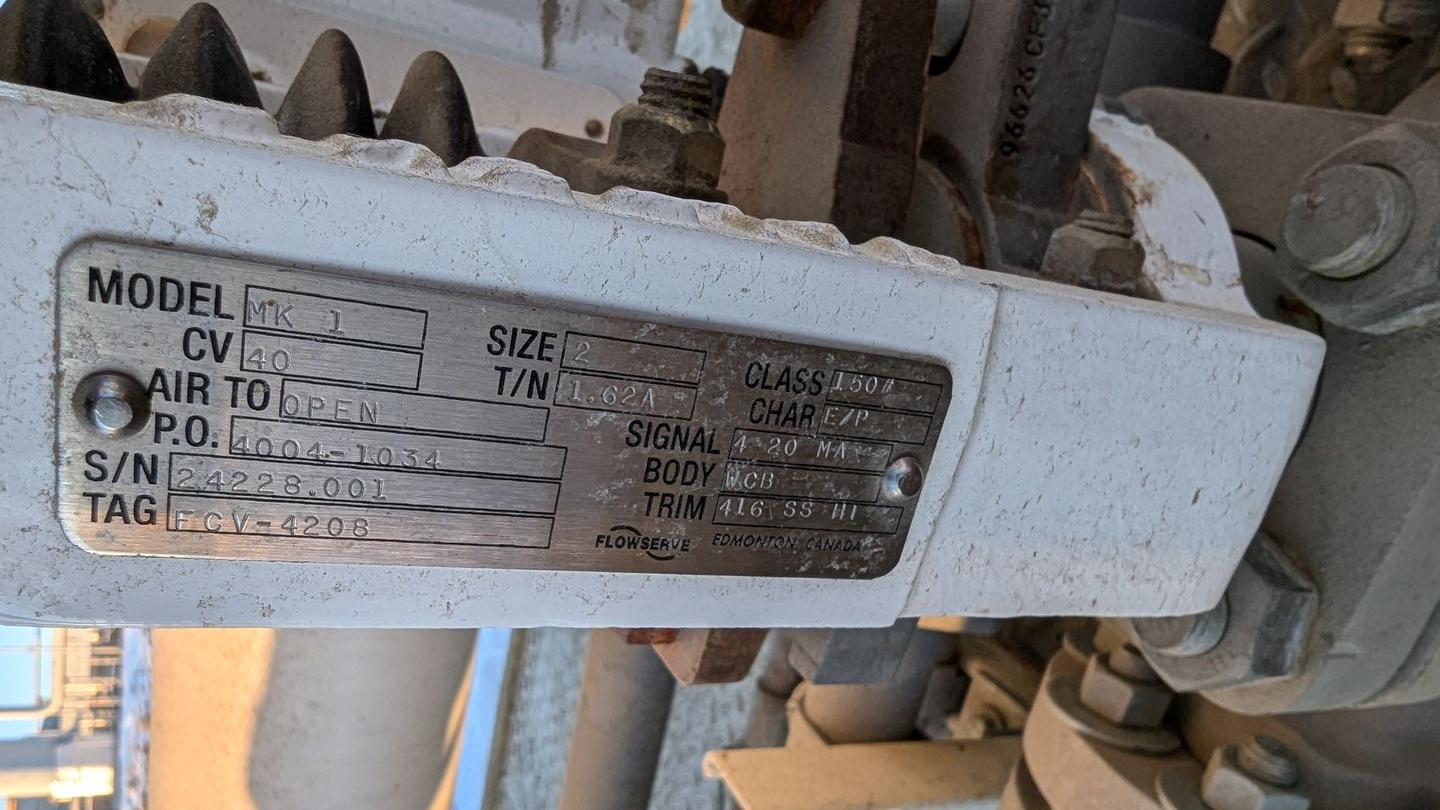 MODEL MK 1
CV 40
AIR TO OPEN
P.O. 4004-1034
S/N 24228.001
TAG FCV-4208
SIZE 2
T/N 1.62A
CLASS 150#
CHAR E/P
SIGNAL 4-20 MA
BODY WCB
TRIM 416 SS HT
FLOWSERVE EDMONTON CANADA